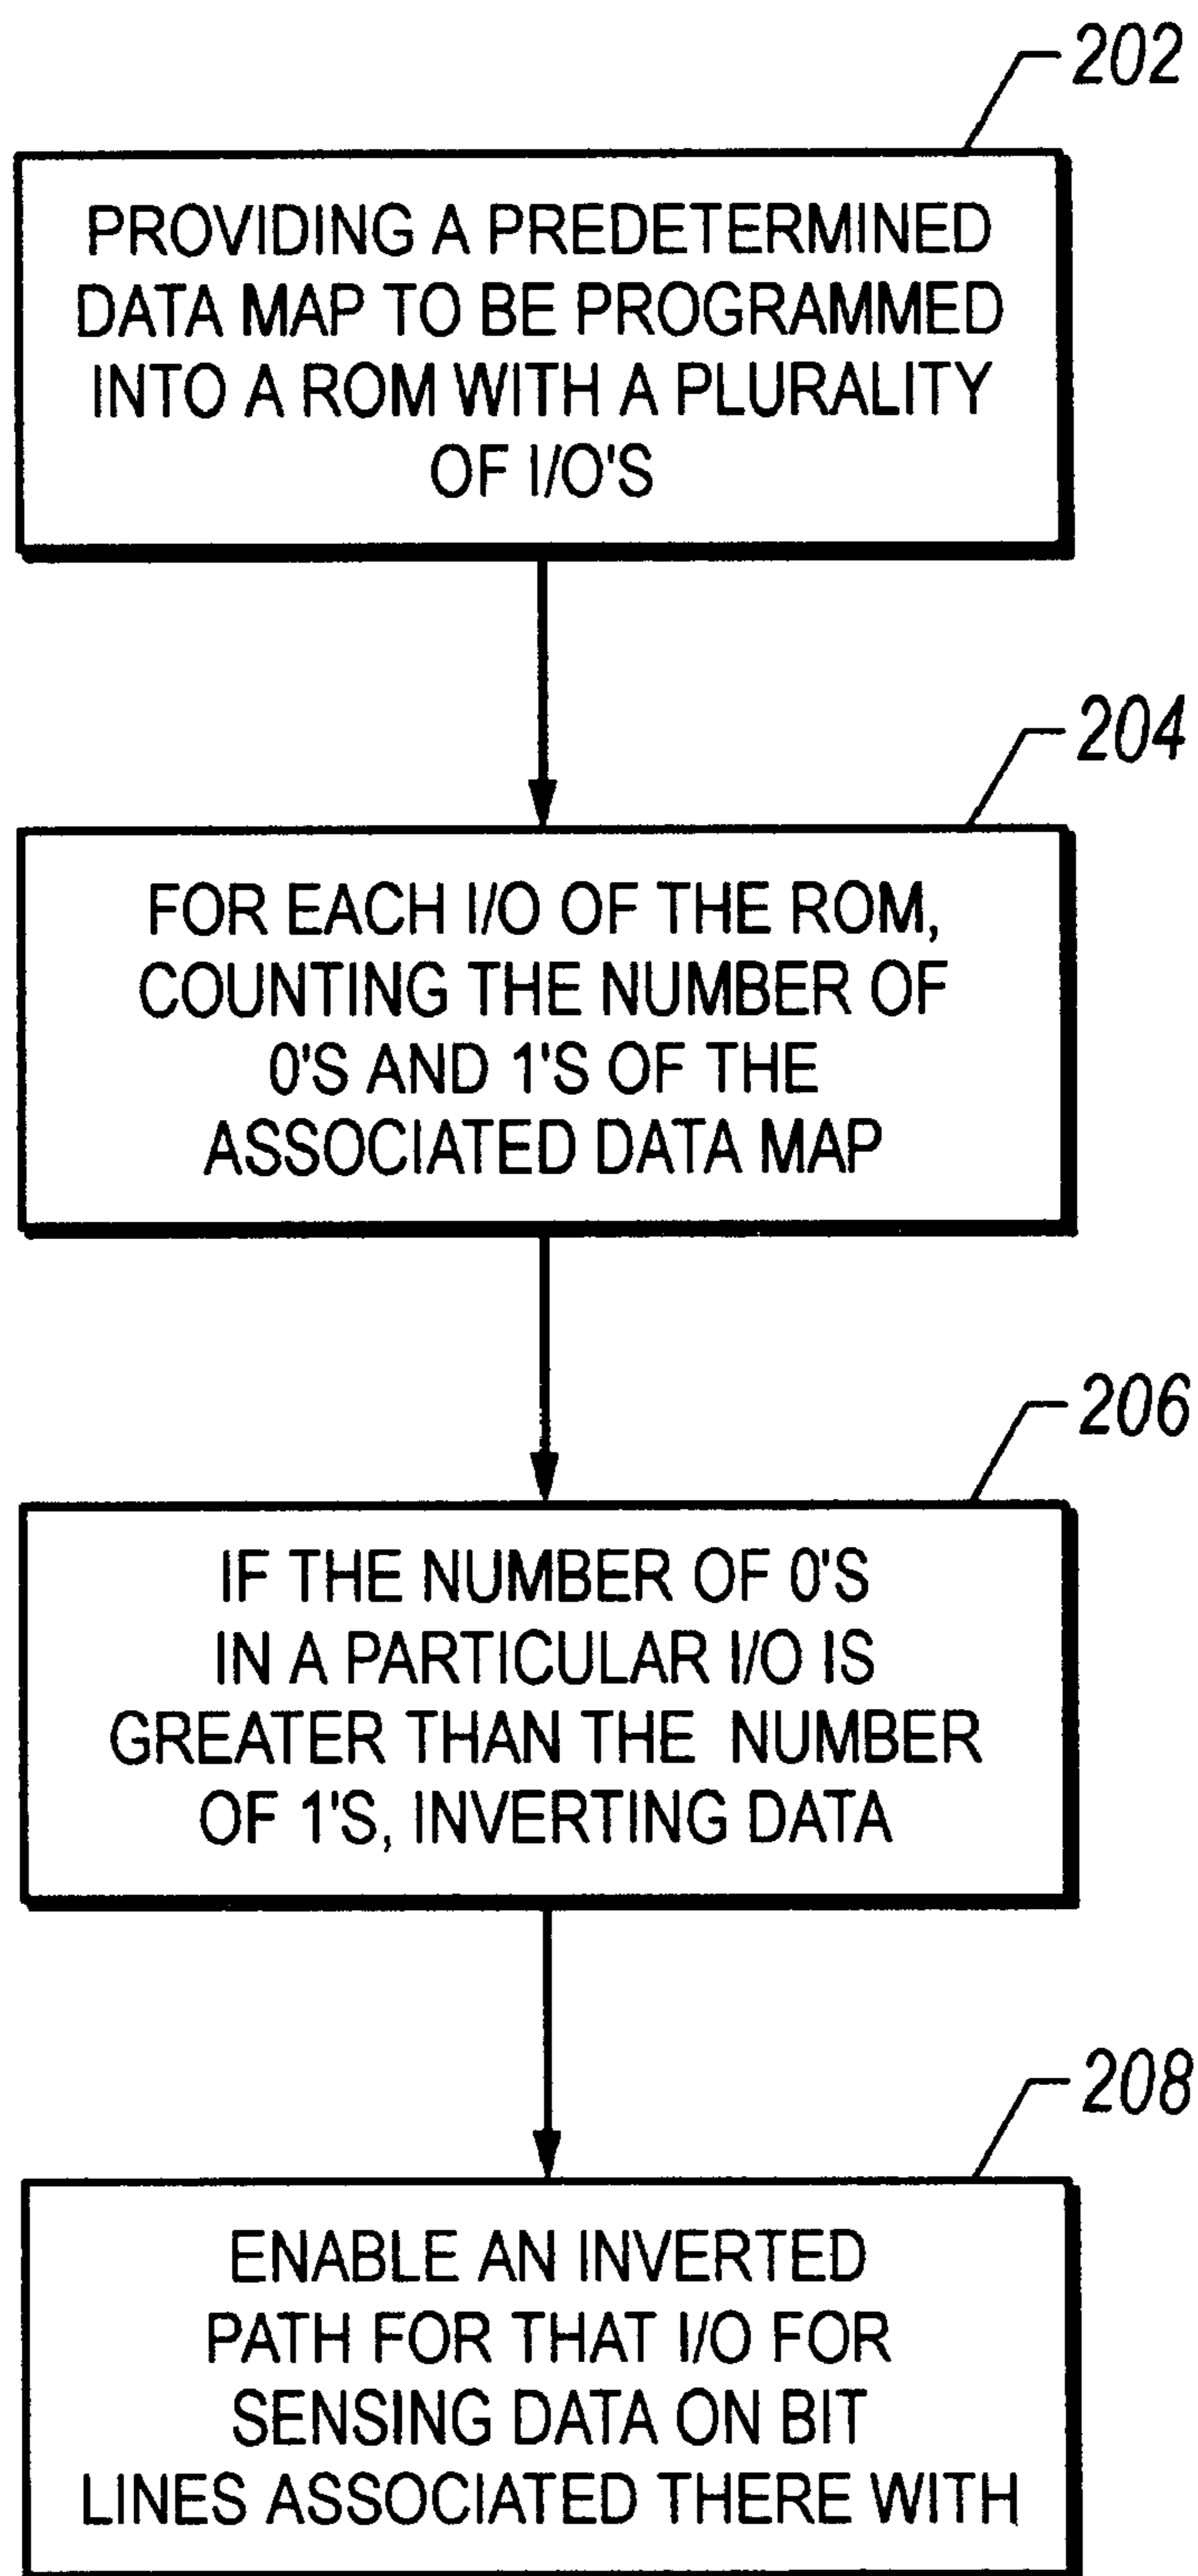 202
PROVIDING A PREDETERMINED
DATA MAP TO BE PROGRAMMED
INTO A ROM WITH A PLURALITY
OF I/O'S
204
FOR EACH I/O OF THE ROM,
COUNTING THE NUMBER OF
0'S AND 1'S OF THE
ASSOCIATED DATA MAP
206
IF THE NUMBER OF 0'S
IN A PARTICULAR I/O IS
GREATER THAN THE NUMBER
OF 1'S, INVERTING DATA
208
ENABLE AN INVERTED
PATH FOR THAT I/O FOR
SENSING DATA ON BIT
LINES ASSOCIATED THERE WITH